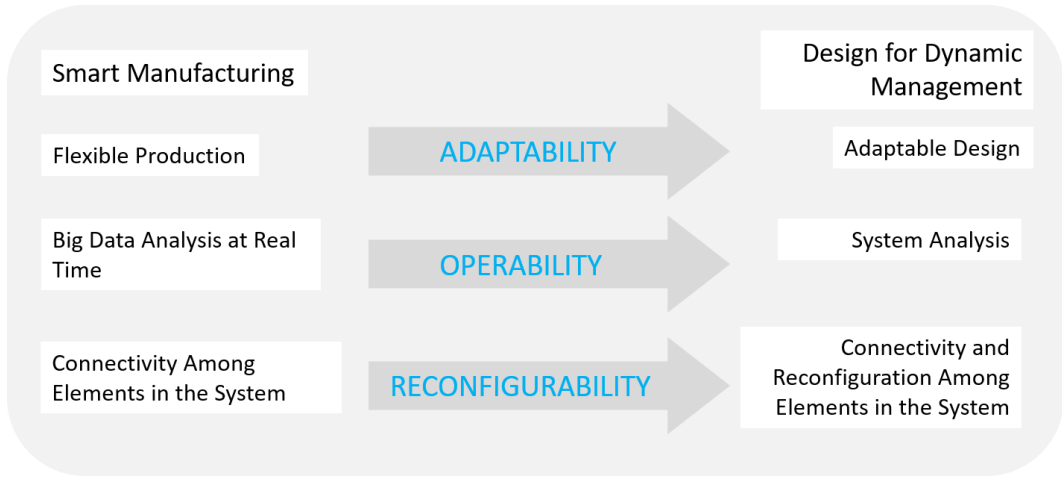 Smart Manufacturing
Design for Dynamic
Management
Flexible Production
ADAPTABILITY
Adaptable Design
Big Data Analysis at Real
Time
OPERABILITY
System Analysis
Connectivity Among
Elements in the System
RECONFIGURABILITY
Connectivity and
Reconfiguration Among
Elements in the System